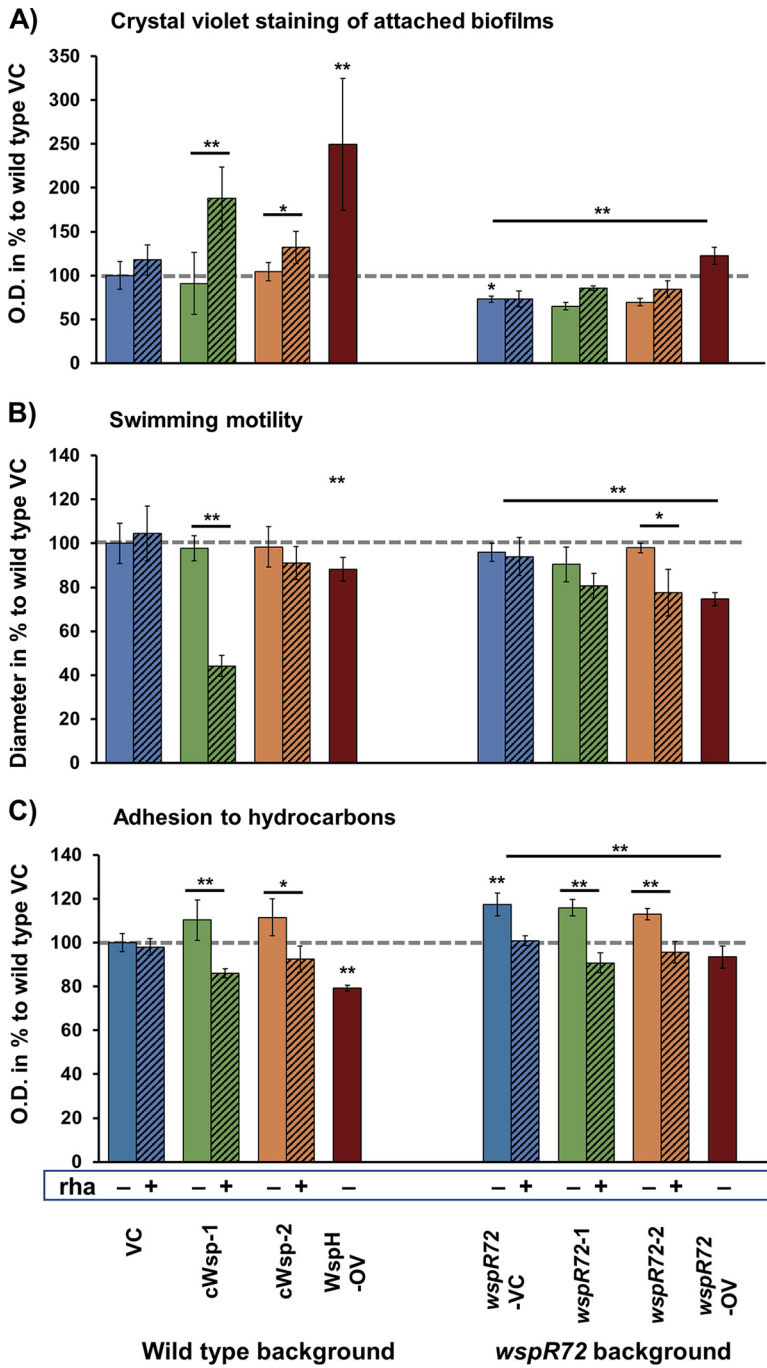 A) Crystal violet staining of attached biofilms
O.D. in % to wild type VC
350
300
250
200
150
100
50
0
**
*
**
*
**
B) Swimming motility
Diameter in % to wild type VC
140
120
100
80
60
40
20
0
**
**
**
*
C) Adhesion to hydrocarbons
O.D. in % to wild type VC
140
120
100
80
60
40
20
0
**
*
**
**
**
**
**
rha – + – + – + – – + – + – + –
VC
cWsp-1
cWsp-2
WspH
-OV
wspR72
-VC
wspR72-1
wspR72-2
wspR72
-OV
Wild type background
wspR72 background